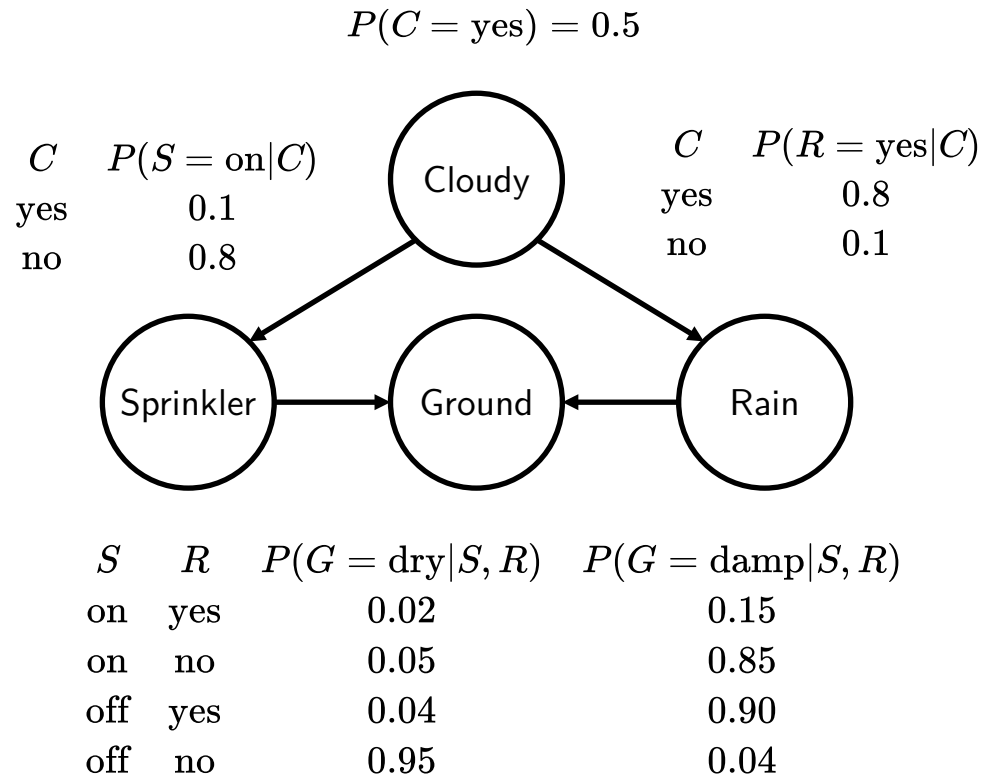 P(C = yes) = 0.5
C P(S = on|C)
yes 0.1
no 0.8
Cloudy
C P(R = yes|C)
yes 0.8
no 0.1
Sprinkler
Ground
Rain
S R P(G = dry|S, R) P(G = damp|S, R)
on yes 0.02 0.15
on no 0.05 0.85
off yes 0.04 0.90
off no 0.95 0.04